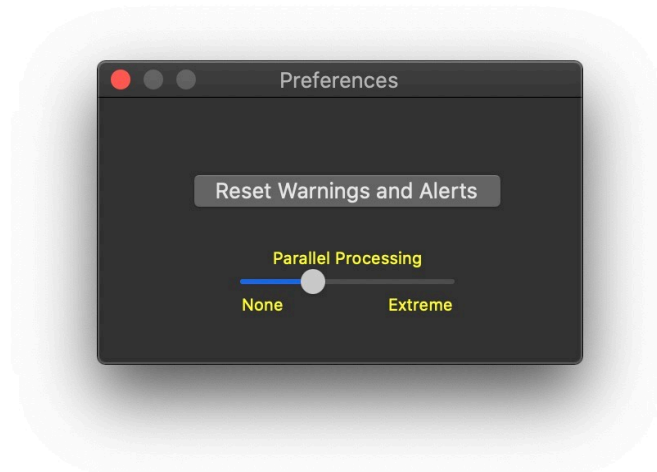 Preferences
Reset Warnings and Alerts
Parallel Processing
None Extreme